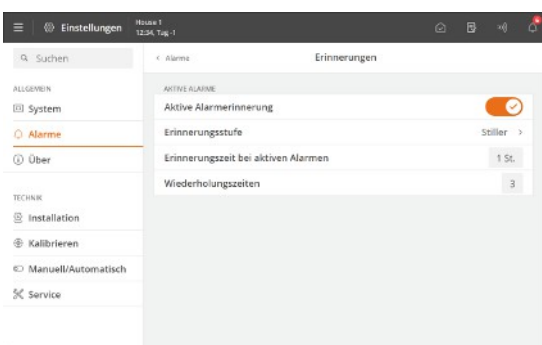 Einstellungen
House 1
12:34, Tag -1
6
Suchen
< Alarme
Erinnerungen
ALLGEMEIN
System
Alarme
Über
TECHNIK
Installation
Kalibrieren
Manuell/Automatisch
Service
AKTIVE ALARME
Aktive Alarmerinnerung
Erinnerungsstufe Stiller >
Erinnerungszeit bei aktiven Alarmen 1 St.
Wiederholungszeiten 3